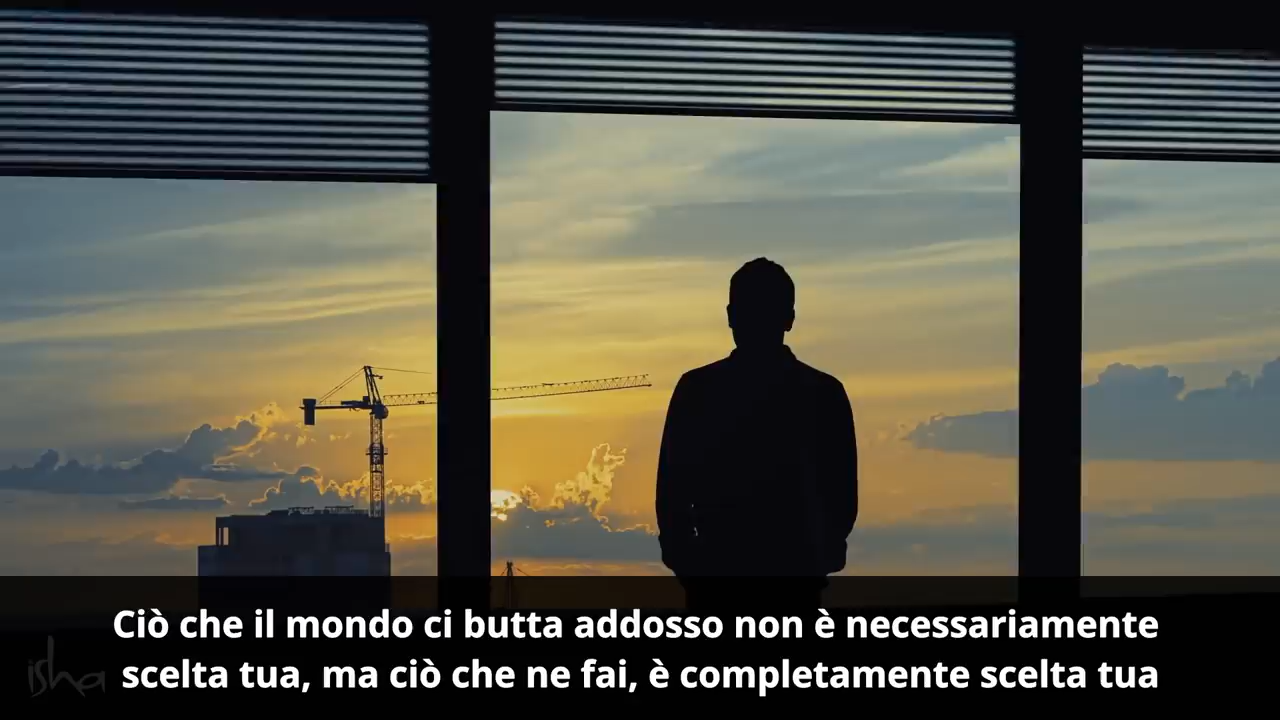 Ciò che il mondo ci butta addosso non è necessariamente
scelta tua, ma ciò che ne fai, è completamente scelta tua
isha